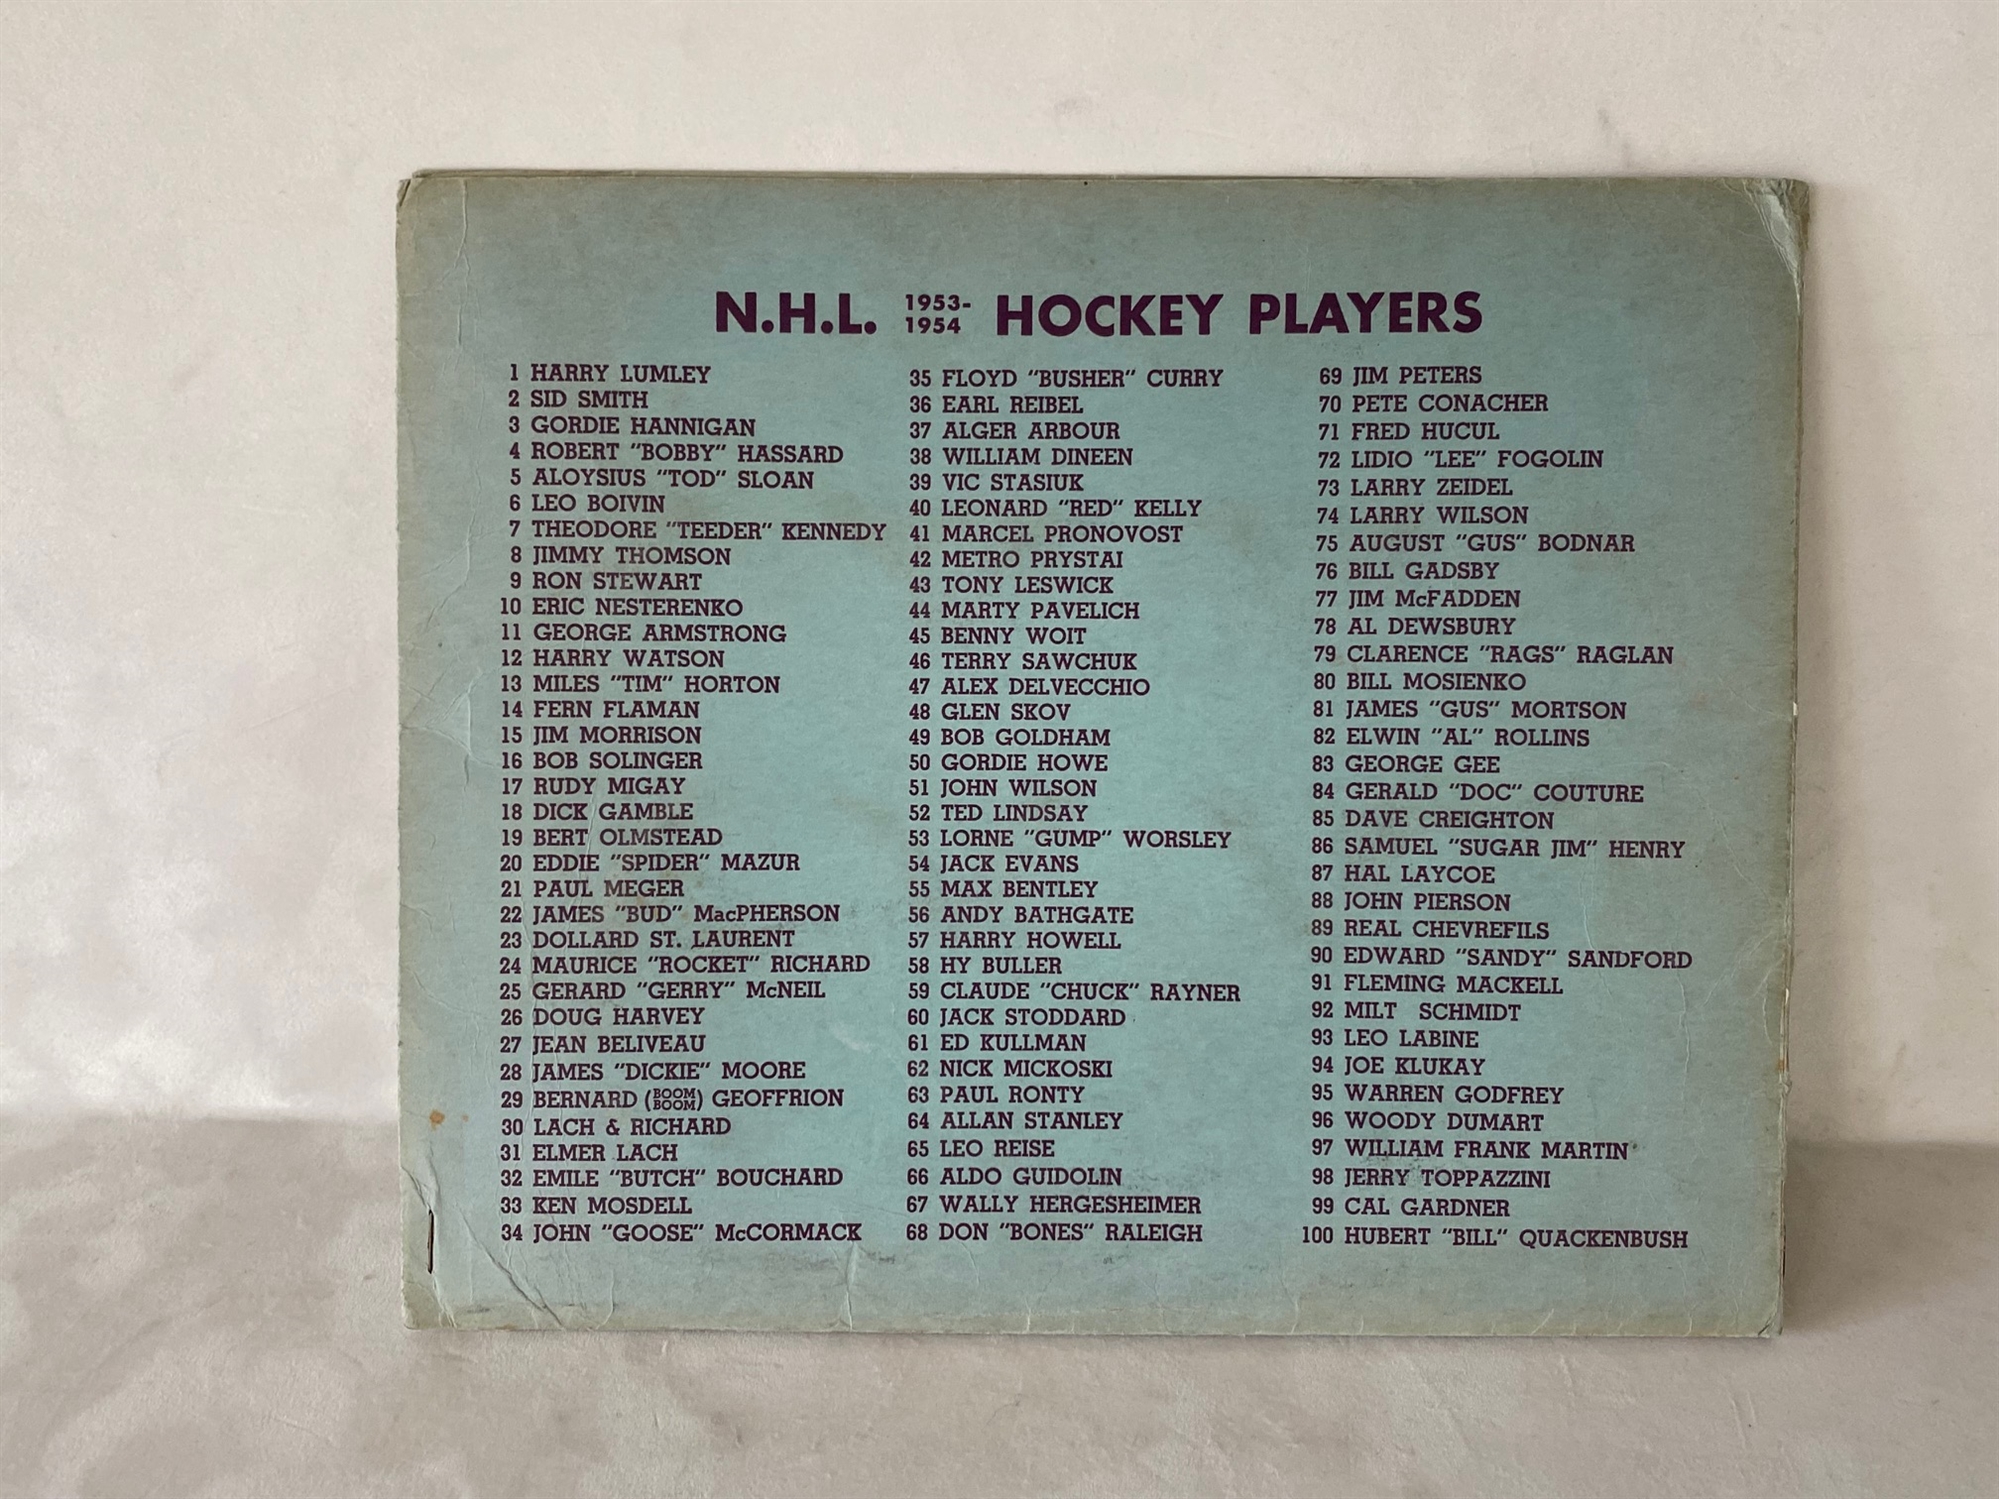 N.H.L. 1953-1954 HOCKEY PLAYERS
1 HARRY LUMLEY
2 SID SMITH
3 GORDIE HANNIGAN
4 ROBERT "BOBBY" HASSARD
5 ALOYSIUS "TOD" SLOAN
6 LEO BOIVIN
7 THEODORE "TEEDER" KENNEDY
8 JIMMY THOMSON
9 RON STEWART
10 ERIC NESTERENKO
11 GEORGE ARMSTRONG
12 HARRY WATSON
13 MILES "TIM" HORTON
14 FERN FLAMAN
15 JIM MORRISON
16 BOB SOLINGER
17 RUDY MIGAY
18 DICK GAMBLE
19 BERT OLMSTEAD
20 EDDIE "SPIDER" MAZUR
21 PAUL MEGER
22 JAMES "BUD" MacPHERSON
23 DOLLARD ST. LAURENT
24 MAURICE "ROCKET" RICHARD
25 GERARD "GERRY" McNEIL
26 DOUG HARVEY
27 JEAN BELIVEAU
28 JAMES "DICKIE" MOORE
29 BERNARD (BOOM BOOM) GEOFFRION
30 LACH & RICHARD
31 ELMER LACH
32 EMILE "BUTCH" BOUCHARD
33 KEN MOSDELL
34 JOHN "GOOSE" McCORMACK
35 FLOYD "BUSHER" CURRY
36 EARL REIBEL
37 ALGER ARBOUR
38 WILLIAM DINEEN
39 VIC STASIUK
40 LEONARD "RED" KELLY
41 MARCEL PRONOVOST
42 METRO PRYSTAI
43 TONY LESWICK
44 MARTY PAVELICH
45 BENNY WOIT
46 TERRY SAWCHUK
47 ALEX DELVECCHIO
48 GLEN SKOV
49 BOB GOLDHAM
50 GORDIE HOWE
51 JOHN WILSON
52 TED LINDSAY
53 LORNE "GUMP" WORSLEY
54 JACK EVANS
55 MAX BENTLEY
56 ANDY BATHGATE
57 HARRY HOWELL
58 HY BULLER
59 CLAUDE "CHUCK" RAYNER
60 JACK STODDARD
61 ED KULLMAN
62 NICK MICKOSKI
63 PAUL RONTY
64 ALLAN STANLEY
65 LEO REISE
66 ALDO GUIDOLIN
67 WALLY HERGESHEIMER
68 DON "BONES" RALEIGH
69 JIM PETERS
70 PETE CONACHER
71 FRED HUCUL
72 LIDIO "LEE" FOGOLIN
73 LARRY ZEIDEL
74 LARRY WILSON
75 AUGUST "GUS" BODNAR
76 BILL GADSBY
77 JIM McFADDEN
78 AL DEWSBURY
79 CLARENCE "RAGS" RAGLAN
80 BILL MOSIENKO
81 JAMES "GUS" MORTSON
82 ELWIN "AL" ROLLINS
83 GEORGE GEE
84 GERALD "DOC" COUTURE
85 DAVE CREIGHTON
86 SAMUEL "SUGAR JIM" HENRY
87 HAL LAYCOE
88 JOHN PIERSON
89 REAL CHEVREFILS
90 EDWARD "SANDY" SANDFORD
91 FLEMING MACKELL
92 MILT SCHMIDT
93 LEO LABINE
94 JOE KLUKAY
95 WARREN GODFREY
96 WOODY DUMART
97 WILLIAM FRANK MARTIN
98 JERRY TOPPAZZINI
99 CAL GARDNER
100 HUBERT "BILL" QUACKENBUSH